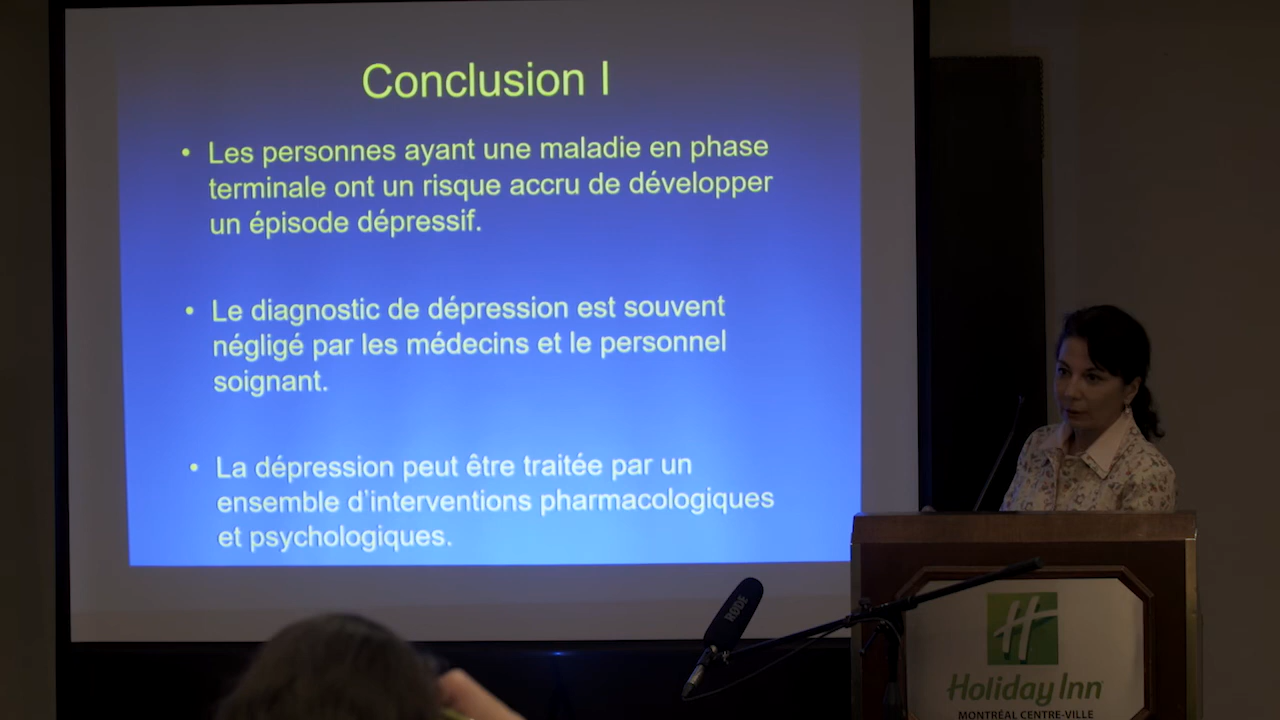 Conclusion I
• Les personnes ayant une maladie en phase
terminale ont un risque accru de développer
un épisode dépressif.
• Le diagnostic de dépression est souvent
négligé par les médecins et le personnel
soignant.
• La dépression peut être traitée par un
ensemble d'interventions pharmacologiques
et psychologiques.
RØDE
H
Holiday Inn
MONTRÉAL CENTRE-VILLE